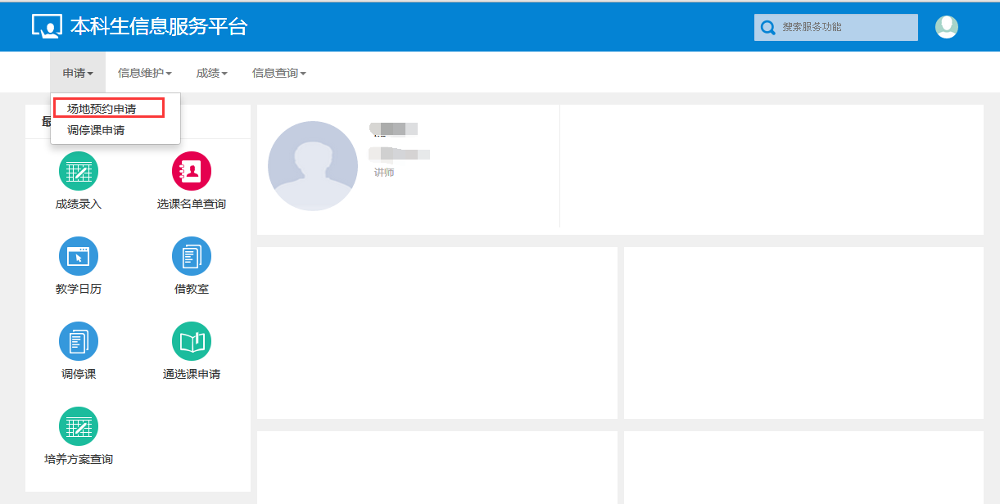 本科生信息服务平台
搜索服务功能
申请
信息维护
成绩
信息查询
场地预约申请
调停课申请
讲师
成绩录入
选课名单查询
教学日历
借教室
调停课
通选课申请
培养方案查询